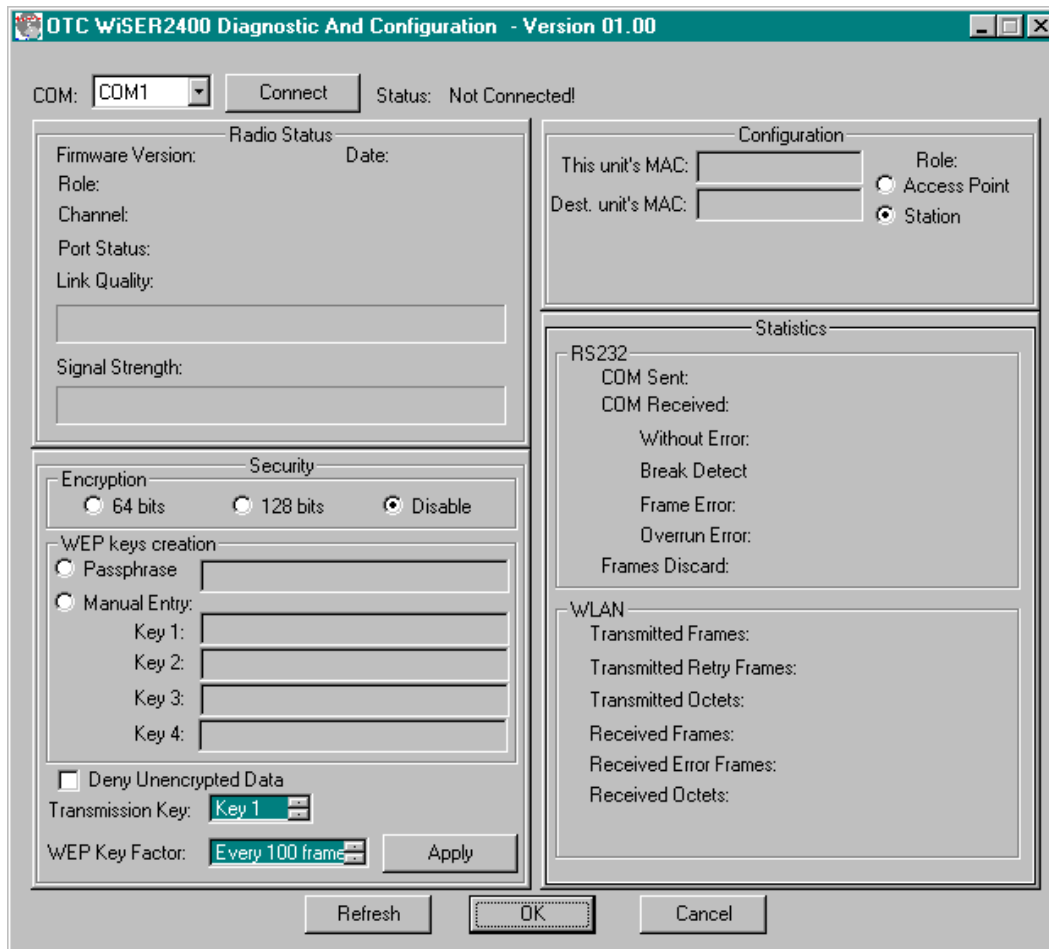 OTC WiSER2400 Diagnostic And Configuration - Version 01.00
COM: COM1 Connect Status: Not Connected!
Radio Status
Firmware Version: Date:
Role:
Channel:
Port Status:
Link Quality:
Signal Strength:
Configuration
This unit's MAC:
Dest. unit's MAC:
Role:
Access Point
Station
Security
Encryption
64 bits 128 bits Disable
WEP keys creation
Passphrase
Manual Entry:
Key 1:
Key 2:
Key 3:
Key 4:
Deny Unencrypted Data
Transmission Key: Key 1
WEP Key Factor: Every 100 frame Apply
Statistics
RS232
COM Sent:
COM Received:
Without Error:
Break Detect
Frame Error:
Overrun Error:
Frames Discard:
WLAN
Transmitted Frames:
Transmitted Retry Frames:
Transmitted Octets:
Received Frames:
Received Error Frames:
Received Octets:
Refresh OK Cancel